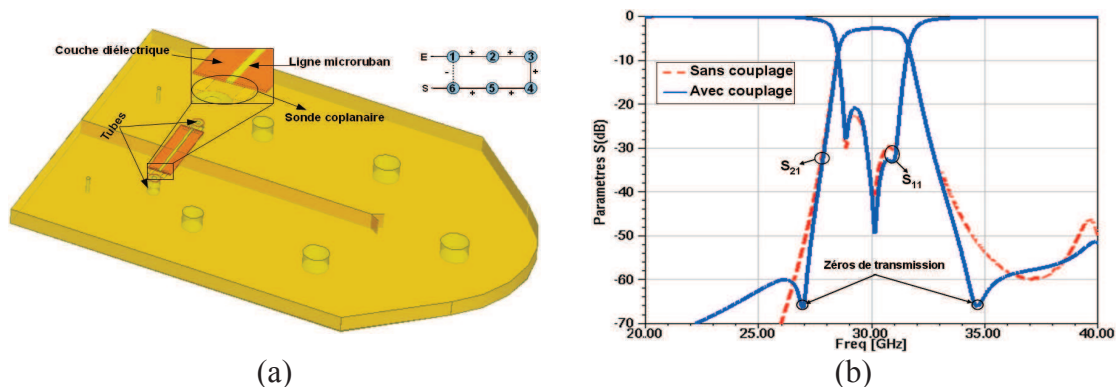 Couche diélectrique
Ligne microruban
Sonde coplanaire
Tubes
E 1 + 2 + 3
- +
S 6 + 5 + 4
(a)
Parametres S(dB)
0
-10
-20
-30
-40
-50
-60
-70
Sans couplage
Avec couplage
S21
S11
Zéros de transmission
20.00 25.00 30.00 35.00 40.00
Freq [GHz]
(b)